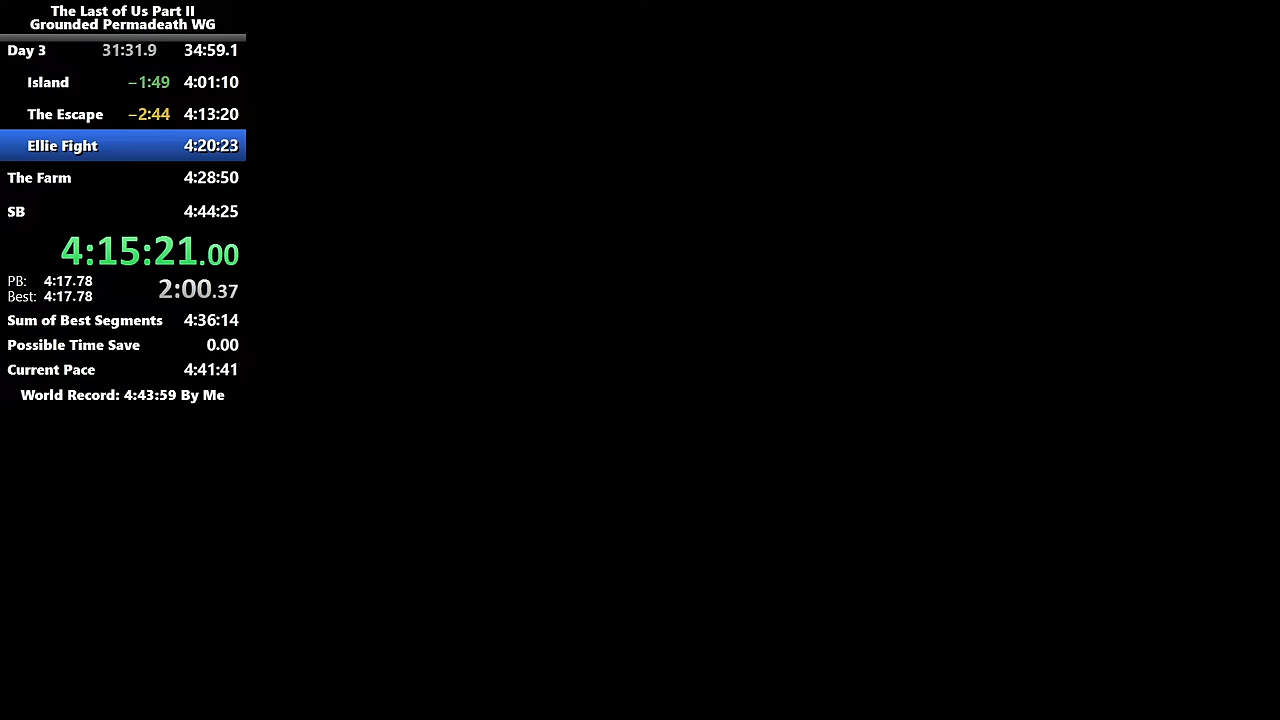 The Last of Us Part II
Grounded Permadeath WG
Day 3 31:31.9 34:59.1
Island −1:49 4:01:10
The Escape −2:44 4:13:20
Ellie Fight 4:20:23
The Farm 4:28:50
SB 4:44:25
4:15:21.00
PB: 4:17.78
Best: 4:17.78
2:00.37
Sum of Best Segments 4:36:14
Possible Time Save 0.00
Current Pace 4:41:41
World Record: 4:43:59 By Me